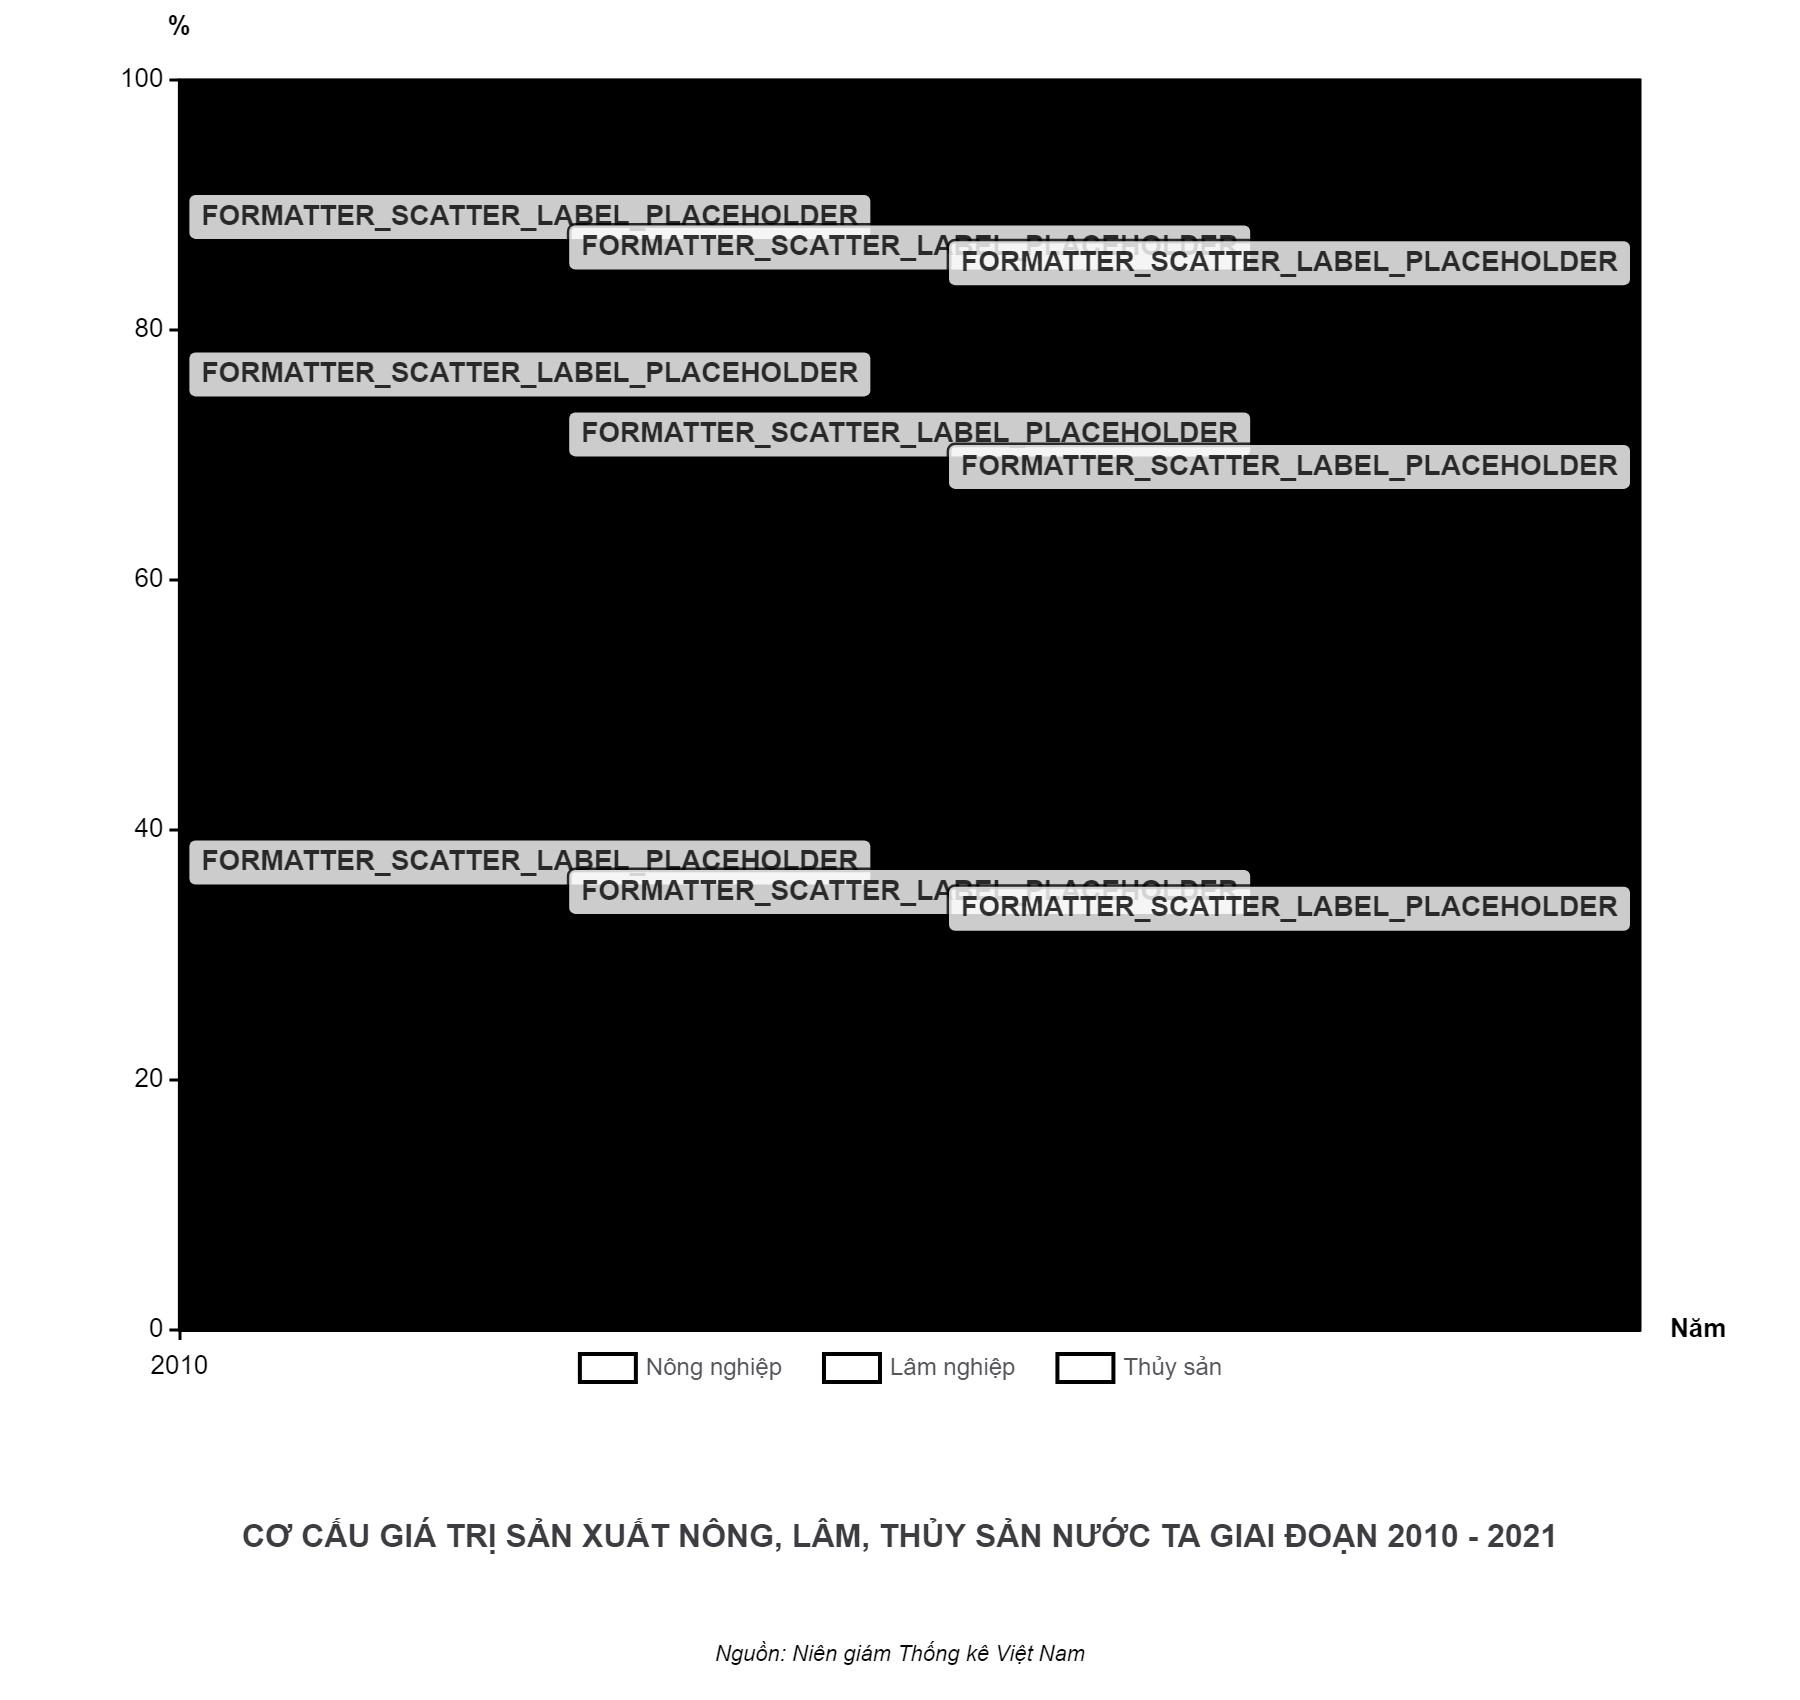 %
100
FORMATTER_SCATTER_LABEL_PLACEHOLDER
FORMATTER_SCATTER_LABEL_PLACEHOLDER
FORMATTER_SCATTER_LABEL_PLACEHOLDER
80
FORMATTER_SCATTER_LABEL_PLACEHOLDER
FORMATTER_SCATTER_LABEL_PLACEHOLDER
FORMATTER_SCATTER_LABEL_PLACEHOLDER
60
40
FORMATTER_SCATTER_LABEL_PLACEHOLDER
FORMATTER_SCATTER_LABEL_PLACEHOLDER
FORMATTER_SCATTER_LABEL_PLACEHOLDER
20
0
Năm
2010
Nông nghiệp Lâm nghiệp Thủy sản
CƠ CẤU GIÁ TRỊ SẢN XUẤT NÔNG, LÂM, THỦY SẢN NƯỚC TA GIAI ĐOẠN 2010 - 2021
Nguồn: Niên giám Thống kê Việt Nam